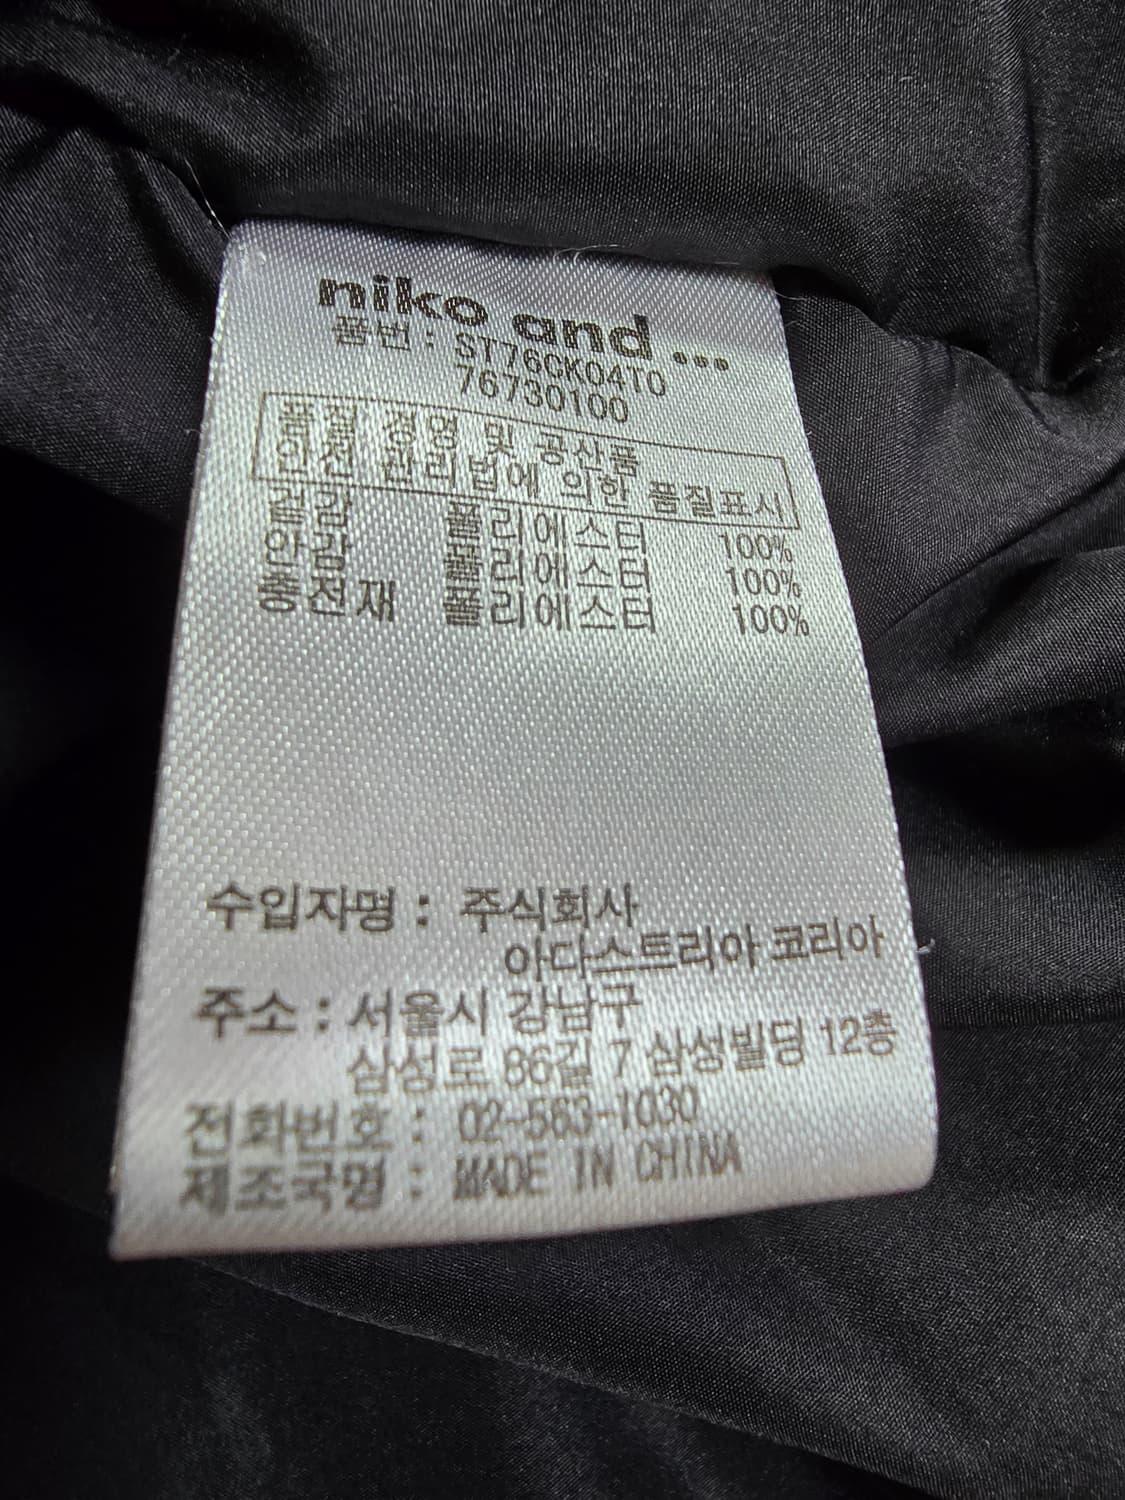 niko and ...
품번 : ST76CK04T0
76730100
품질 경영 및 공산품
안전 관리법에 의한 품질표시
겉감 폴리에스터 100%
안감 폴리에스터 100%
충전재 폴리에스터 100%
수입자명 : 주식회사
아다스트리아 코리아
주소 : 서울시 강남구
삼성로 86길 7 삼성빌딩 12층
전화번호 : 02-563-1030
제조국명 : MADE IN CHINA